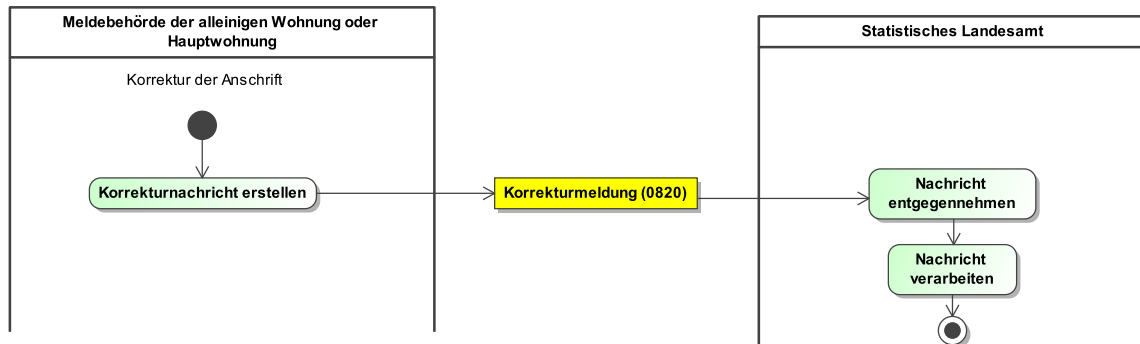 Meldebehörde der alleinigen Wohnung oder
Hauptwohnung
Korrektur der Anschrift
Korrekturnachricht erstellen
Korrekturmeldung (0820)
Statistisches Landesamt
Nachricht
entgegennehmen
Nachricht
verarbeiten